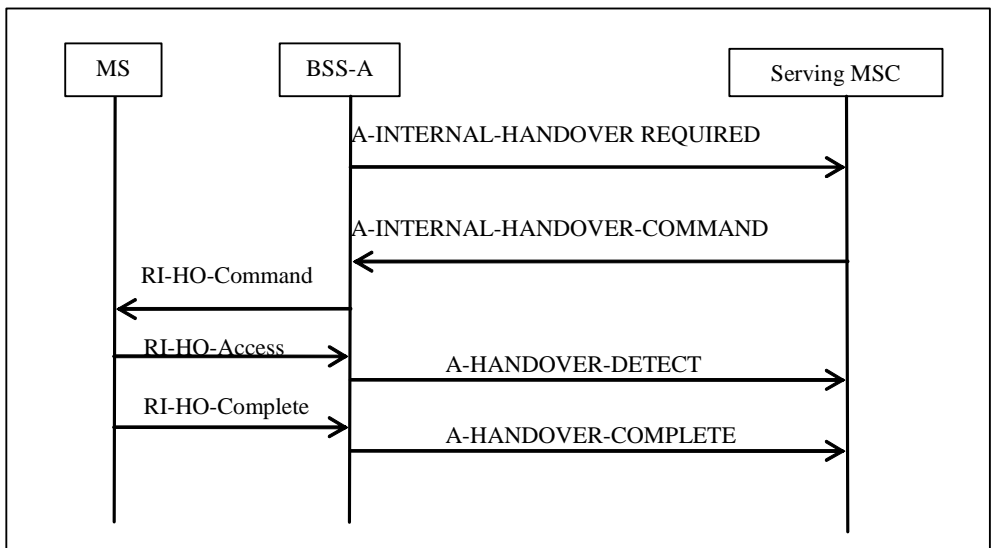 MS
BSS-A
Serving MSC
A-INTERNAL-HANDOVER REQUIRED
A-INTERNAL-HANDOVER-COMMAND
RI-HO-Command
RI-HO-Access
A-HANDOVER-DETECT
RI-HO-Complete
A-HANDOVER-COMPLETE